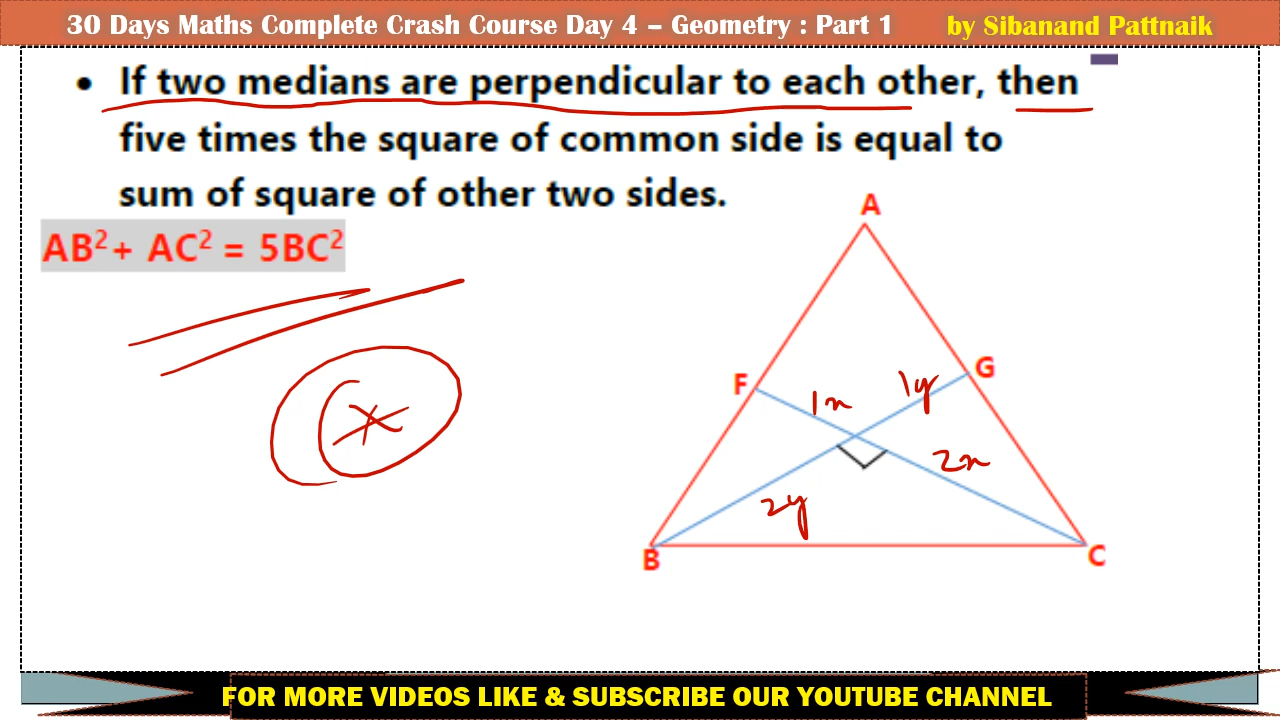 30 Days Maths Complete Crash Course Day 4 – Geometry : Part 1 by Sibanand Pattnaik
• If two medians are perpendicular to each other, then
five times the square of common side is equal to
sum of square of other two sides.
AB²+ AC² = 5BC²
A
F
G
1x
1y
2x
2y
B
C
FOR MORE VIDEOS LIKE & SUBSCRIBE OUR YOUTUBE CHANNEL